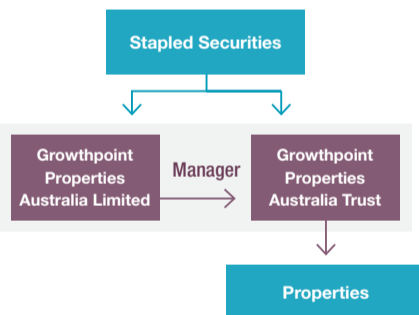 Stapled Securities
Growthpoint
Properties
Australia Limited
Manager
Growthpoint
Properties
Australia Trust
Properties